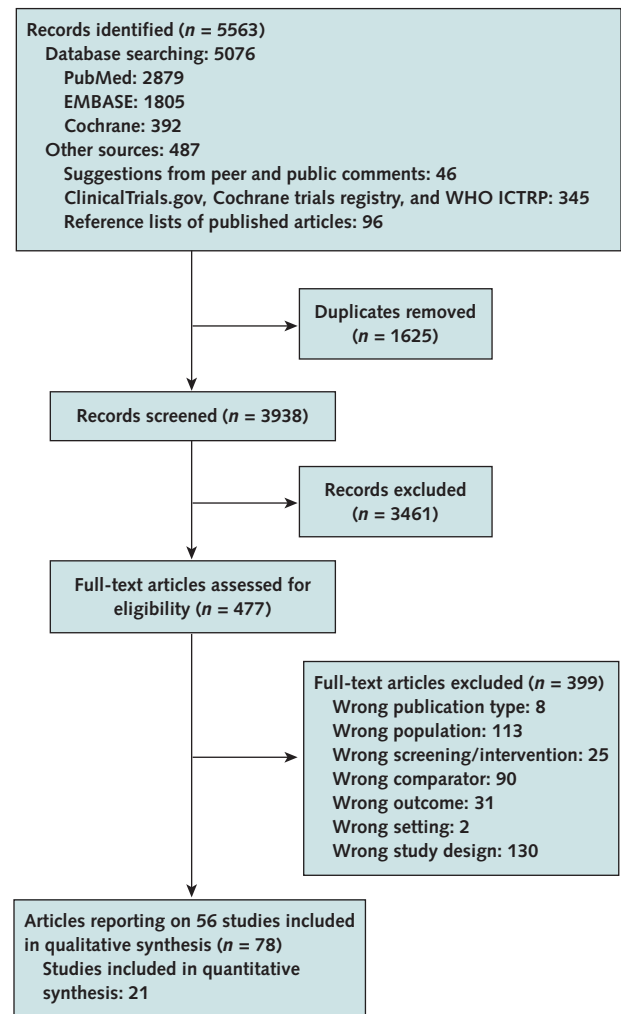 Records identified (n = 5563)
Database searching: 5076
PubMed: 2879
EMBASE: 1805
Cochrane: 392
Other sources: 487
Suggestions from peer and public comments: 46
ClinicalTrials.gov, Cochrane trials registry, and WHO ICTRP: 345
Reference lists of published articles: 96
Duplicates removed
(n = 1625)
Records screened (n = 3938)
Records excluded
(n = 3461)
Full-text articles assessed for
eligibility (n = 477)
Full-text articles excluded (n = 399)
Wrong publication type: 8
Wrong population: 113
Wrong screening/intervention: 25
Wrong comparator: 90
Wrong outcome: 31
Wrong setting: 2
Wrong study design: 130
Articles reporting on 56 studies included
in qualitative synthesis (n = 78)
Studies included in quantitative
synthesis: 21